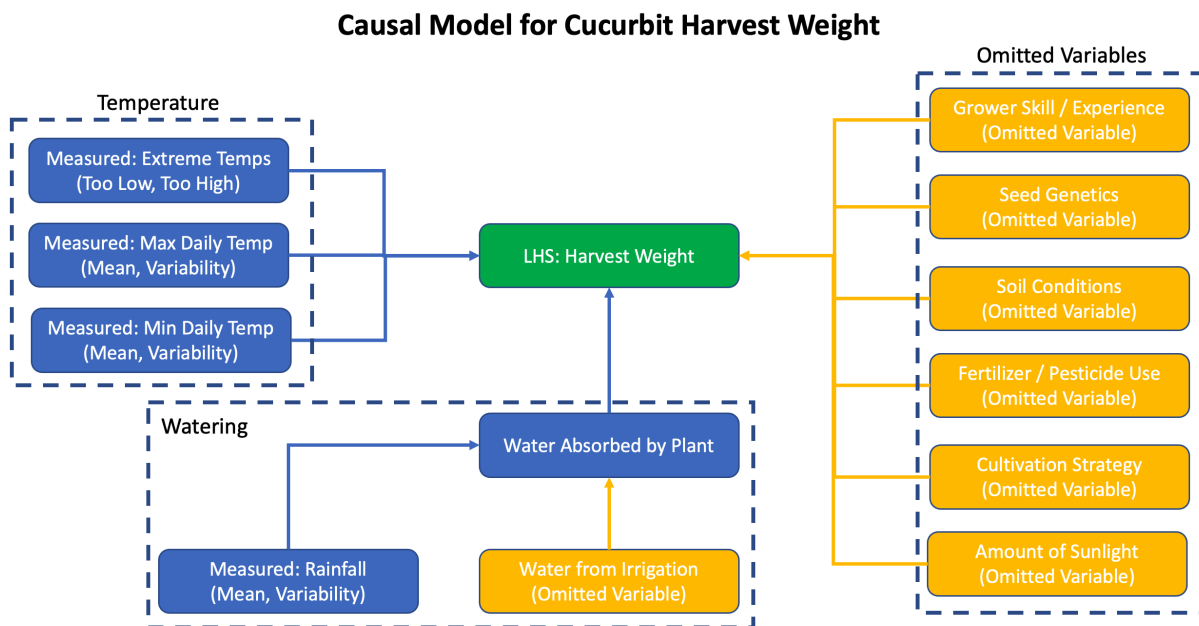 Causal Model for Cucurbit Harvest Weight
Omitted Variables
Temperature
Grower Skill / Experience
(Omitted Variable)
Measured: Extreme Temps
(Too Low, Too High)
Seed Genetics
(Omitted Variable)
Measured: Max Daily Temp
(Mean, Variability)
LHS: Harvest Weight
Soil Conditions
(Omitted Variable)
Measured: Min Daily Temp
(Mean, Variability)
Fertilizer / Pesticide Use
(Omitted Variable)
Watering
Water Absorbed by Plant
Cultivation Strategy
(Omitted Variable)
Measured: Rainfall
(Mean, Variability)
Water from Irrigation
(Omitted Variable)
Amount of Sunlight
(Omitted Variable)